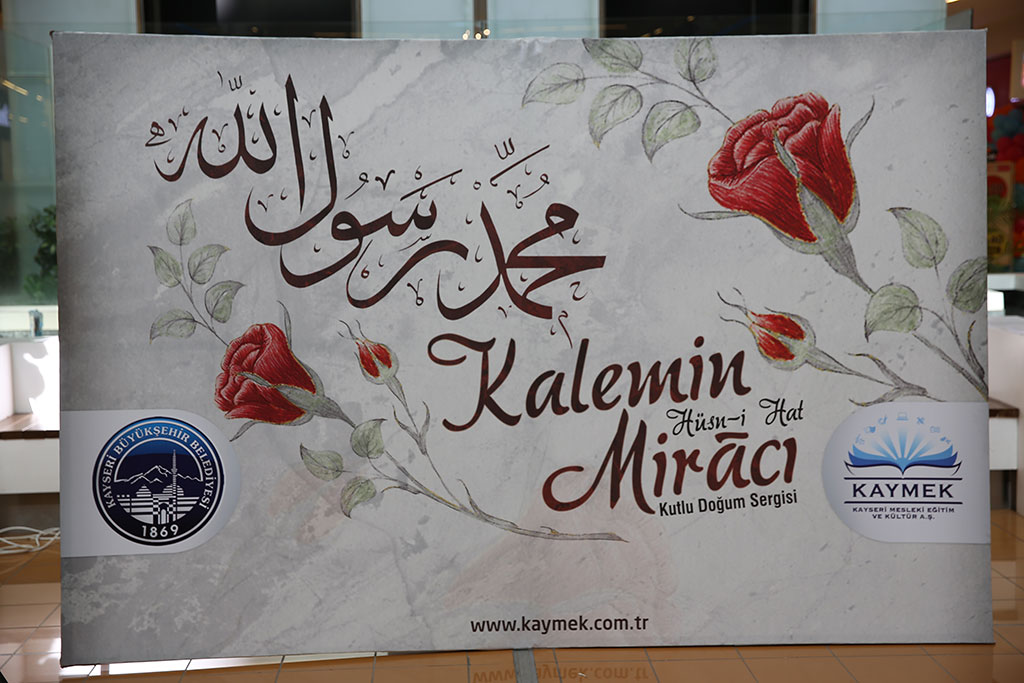 محمد رسول الله
Kalemin
Hüsn-i Hat
Mirâcı
Kutlu Doğum Sergisi
KAYSERİ BÜYÜKŞEHİR BELEDİYESİ
1869
KAYMEK
KAYSERİ MESLEKİ EĞİTİM
VE KÜLTÜR A.Ş.
www.kaymek.com.tr